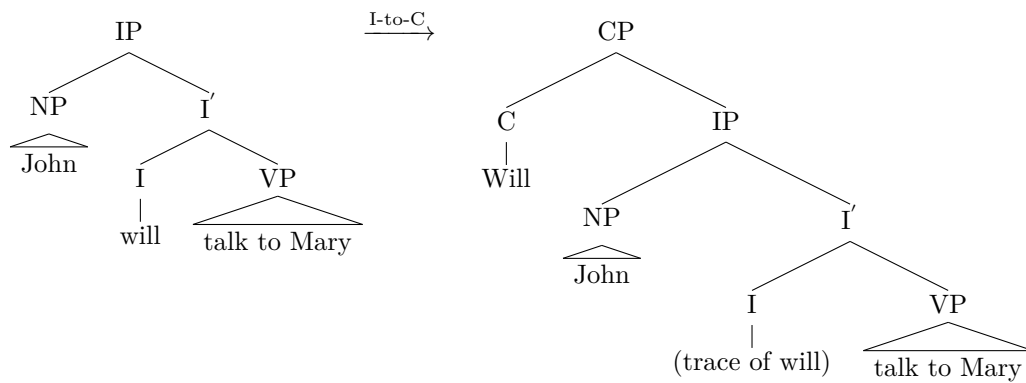 IP
I-to-C
CP
NP
I′
C
IP
John
I
VP
Will
NP
I′
will
talk to Mary
John
I
VP
(trace of will)
talk to Mary